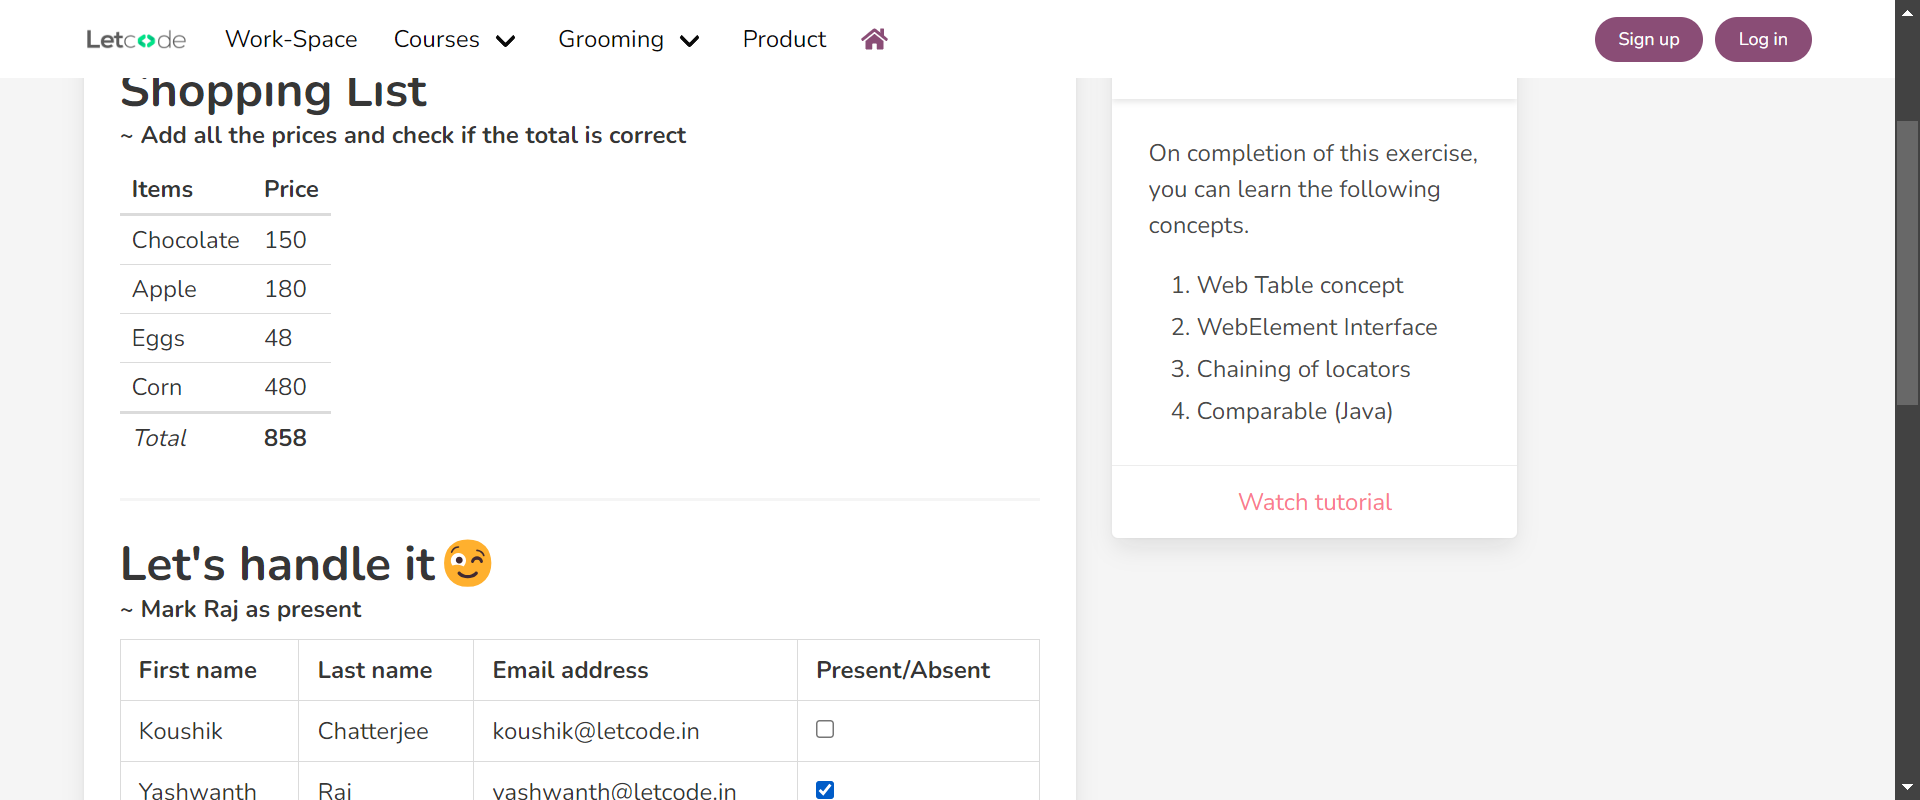 Letcode Work-Space Courses Grooming Product Sign up Log in
Shopping List
~ Add all the prices and check if the total is correct
Items Price
Chocolate 150
Apple 180
Eggs 48
Corn 480
Total 858
Let's handle it 😉
~ Mark Raj as present
First name Last name Email address Present/Absent
Koushik Chatterjee koushik@letcode.in
Yashwanth Raj yashwanth@letcode.in
On completion of this exercise,
you can learn the following
concepts.
1. Web Table concept
2. WebElement Interface
3. Chaining of locators
4. Comparable (Java)
Watch tutorial